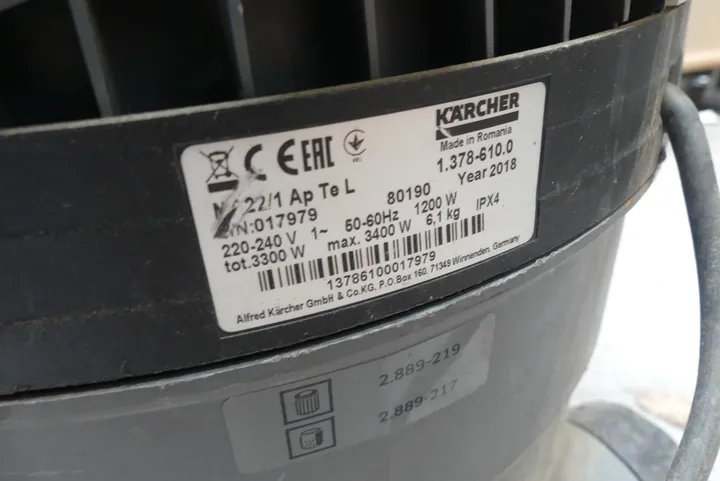 KÄRCHER
Made in Romania
CE EAC
1.378-610.0
22/1 Ap Te L 80190 Year 2018
:017979
220-240 V 1~ 50-60Hz 1200 W IPX4
tot.3300 W max. 3400 W 6,1 kg
13786100017979
Alfred Kärcher GmbH & Co.KG, P.O.Box 160, 71349 Winnenden, Germany
2.889-219
2.889-217